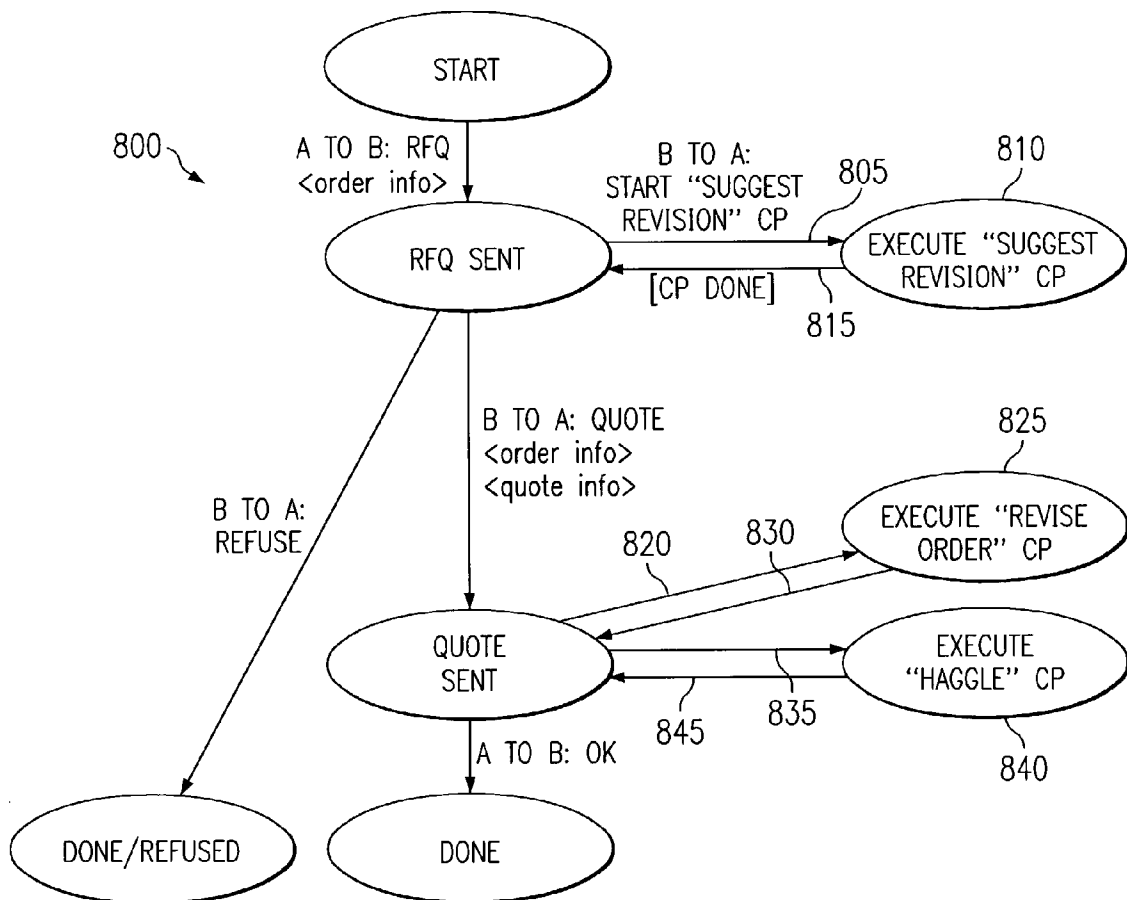 START
800
A TO B: RFQ
<order info>
B TO A:
START “SUGGEST
REVISION” CP
805
810
RFQ SENT
EXECUTE “SUGGEST
REVISION” CP
[CP DONE]
815
B TO A: QUOTE
<order info>
<quote info>
825
B TO A:
REFUSE
820
830
EXECUTE “REVISE
ORDER” CP
QUOTE
SENT
EXECUTE
“HAGGLE” CP
845
835
840
A TO B: OK
DONE/REFUSED
DONE